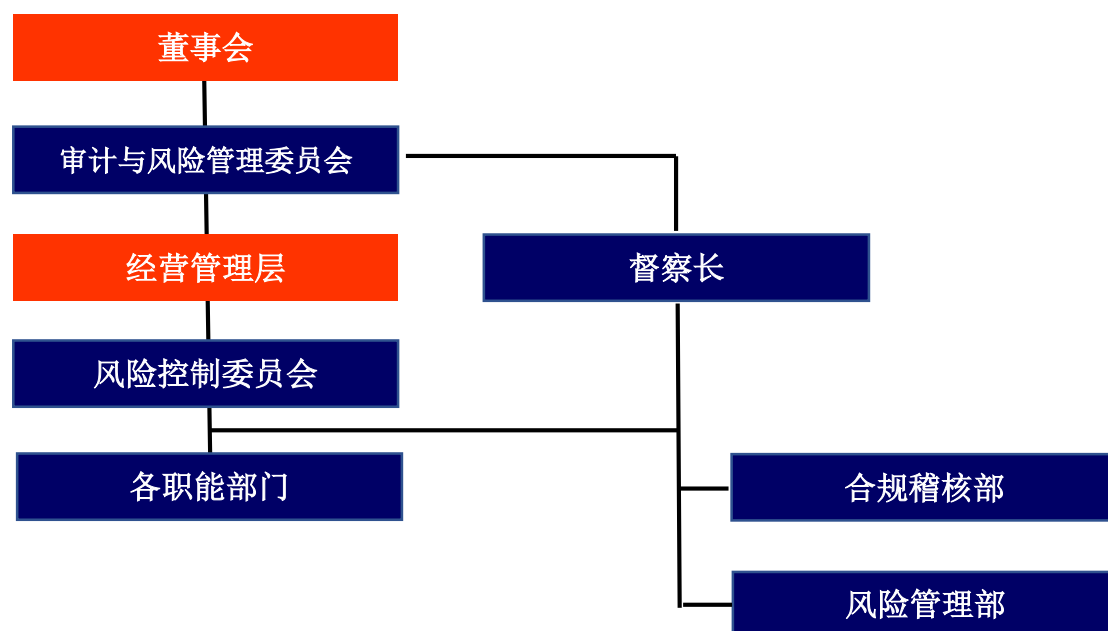 董事会
审计与风险管理委员会
经营管理层
督察长
风险控制委员会
各职能部门
合规稽核部
风险管理部